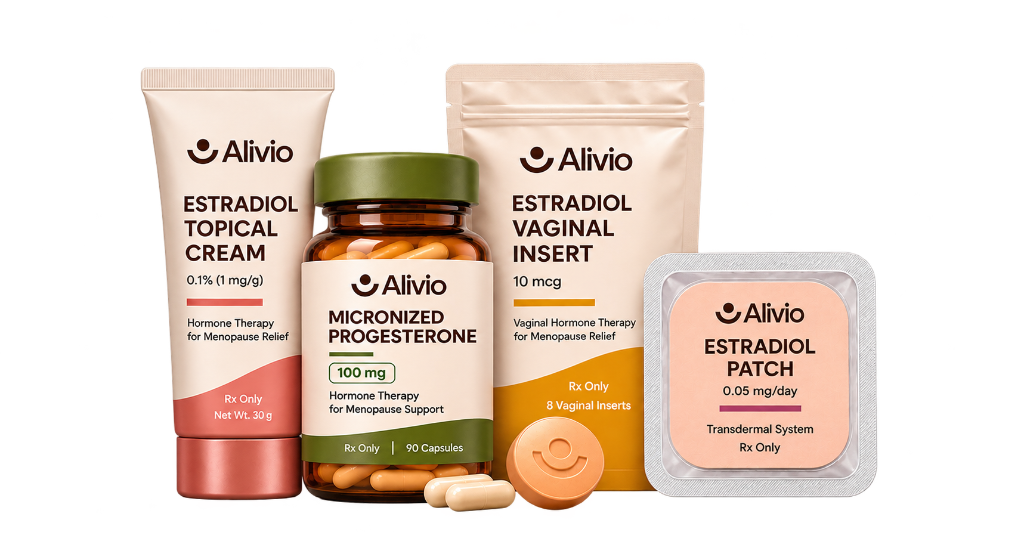 Alivio
ESTRADIOL
TOPICAL
CREAM
0.1% (1 mg/g)
Hormone Therapy
for Menopause Relief
Rx Only
Net Wt. 30 g
Alivio
MICRONIZED
PROGESTERONE
100 mg
Hormone Therapy
for Menopause Support
Rx Only | 90 Capsules
Alivio
ESTRADIOL
VAGINAL
INSERT
10 mcg
Vaginal Hormone Therapy
for Menopause Relief
Rx Only
8 Vaginal Inserts
Alivio
ESTRADIOL
PATCH
0.05 mg/day
Transdermal System
Rx Only